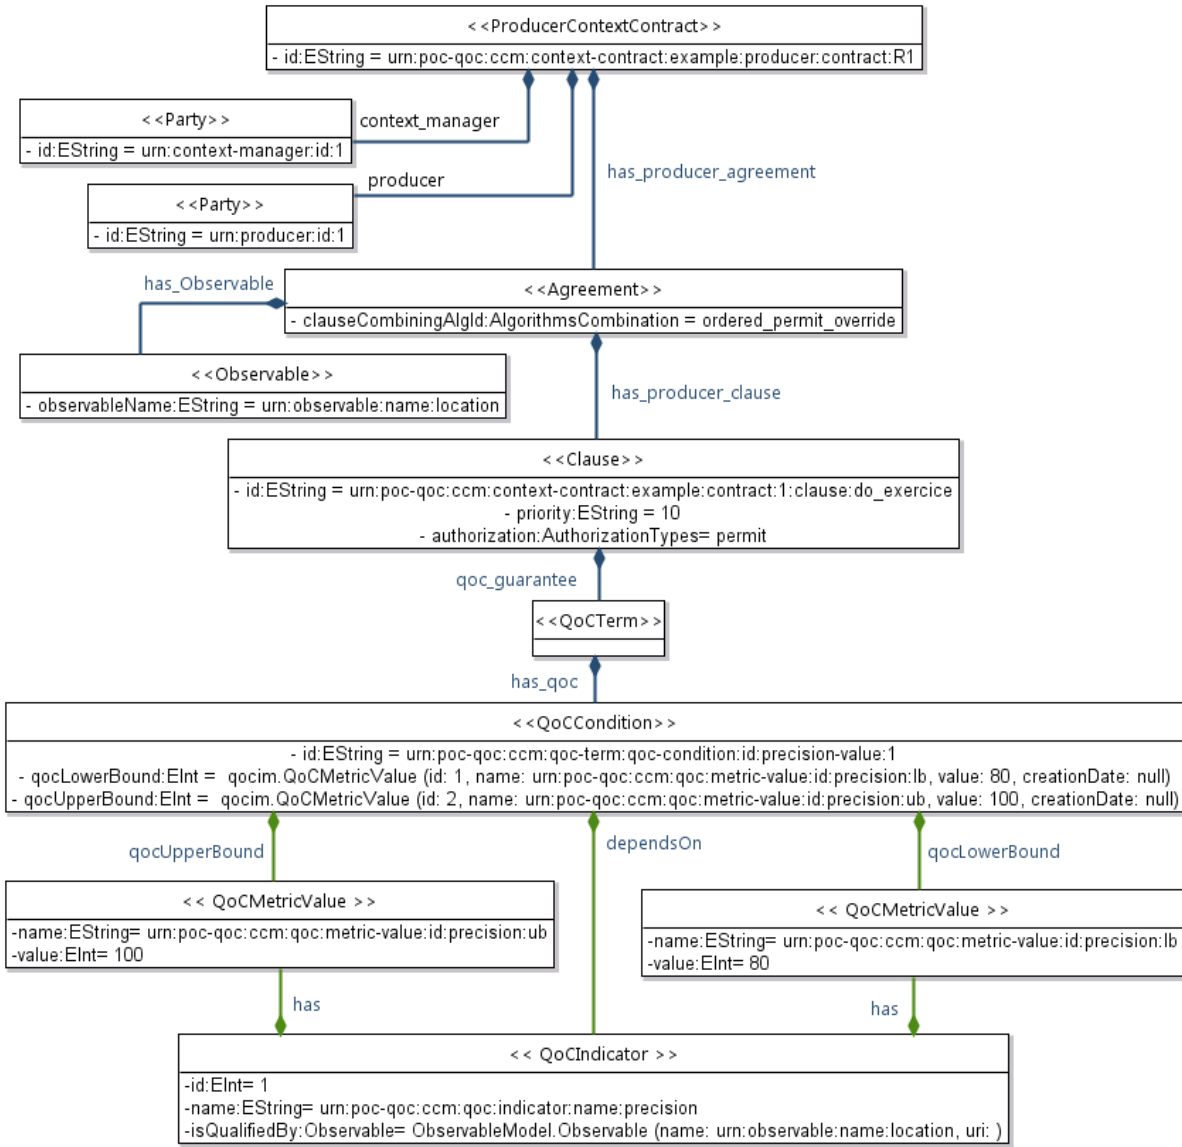 <<ProducerContextContract>>
- id:EString = urn:poc-qoc:ccm:context-contract:example:producer:contract:R1
<<Party>>
- id:EString = urn:context-manager:id:1
context_manager
<<Party>>
- id:EString = urn:producer:id:1
producer
has_producer_agreement
has_Observable
<<Agreement>>
- clauseCombiningAlgId:AlgorithmsCombination = ordered_permit_override
<<Observable>>
- observableName:EString = urn:observable:name:location
has_producer_clause
<<Clause>>
- id:EString = urn:poc-qoc:ccm:context-contract:example:contract:1:clause:do_exercice
- priority:EString = 10
- authorization:AuthorizationTypes= permit
qoc_guarantee
<<QoCTerm>>
has_qoc
<<QoCCondition>>
- id:EString = urn:poc-qoc:ccm:qoc-term:qoc-condition:id:precision-value:1
- qocLowerBound:EInt = qocim.QoCMetricValue (id: 1, name: urn:poc-qoc:ccm:qoc:metric-value:id:precision:lb, value: 80, creationDate: null)
- qocUpperBound:EInt = qocim.QoCMetricValue (id: 2, name: urn:poc-qoc:ccm:qoc:metric-value:id:precision:ub, value: 100, creationDate: null)
qocUpperBound
dependsOn
qocLowerBound
<< QoCMetricValue >>
-name:EString= urn:poc-qoc:ccm:qoc:metric-value:id:precision:ub
-value:EInt= 100
<< QoCMetricValue >>
-name:EString= urn:poc-qoc:ccm:qoc:metric-value:id:precision:lb
-value:EInt= 80
has
has
<< QoCIndicator >>
-id:EInt= 1
-name:EString= urn:poc-qoc:ccm:qoc:indicator:name:precision
-isQualifiedBy:Observable= ObservableModel.Observable (name: urn:observable:name:location, uri: )